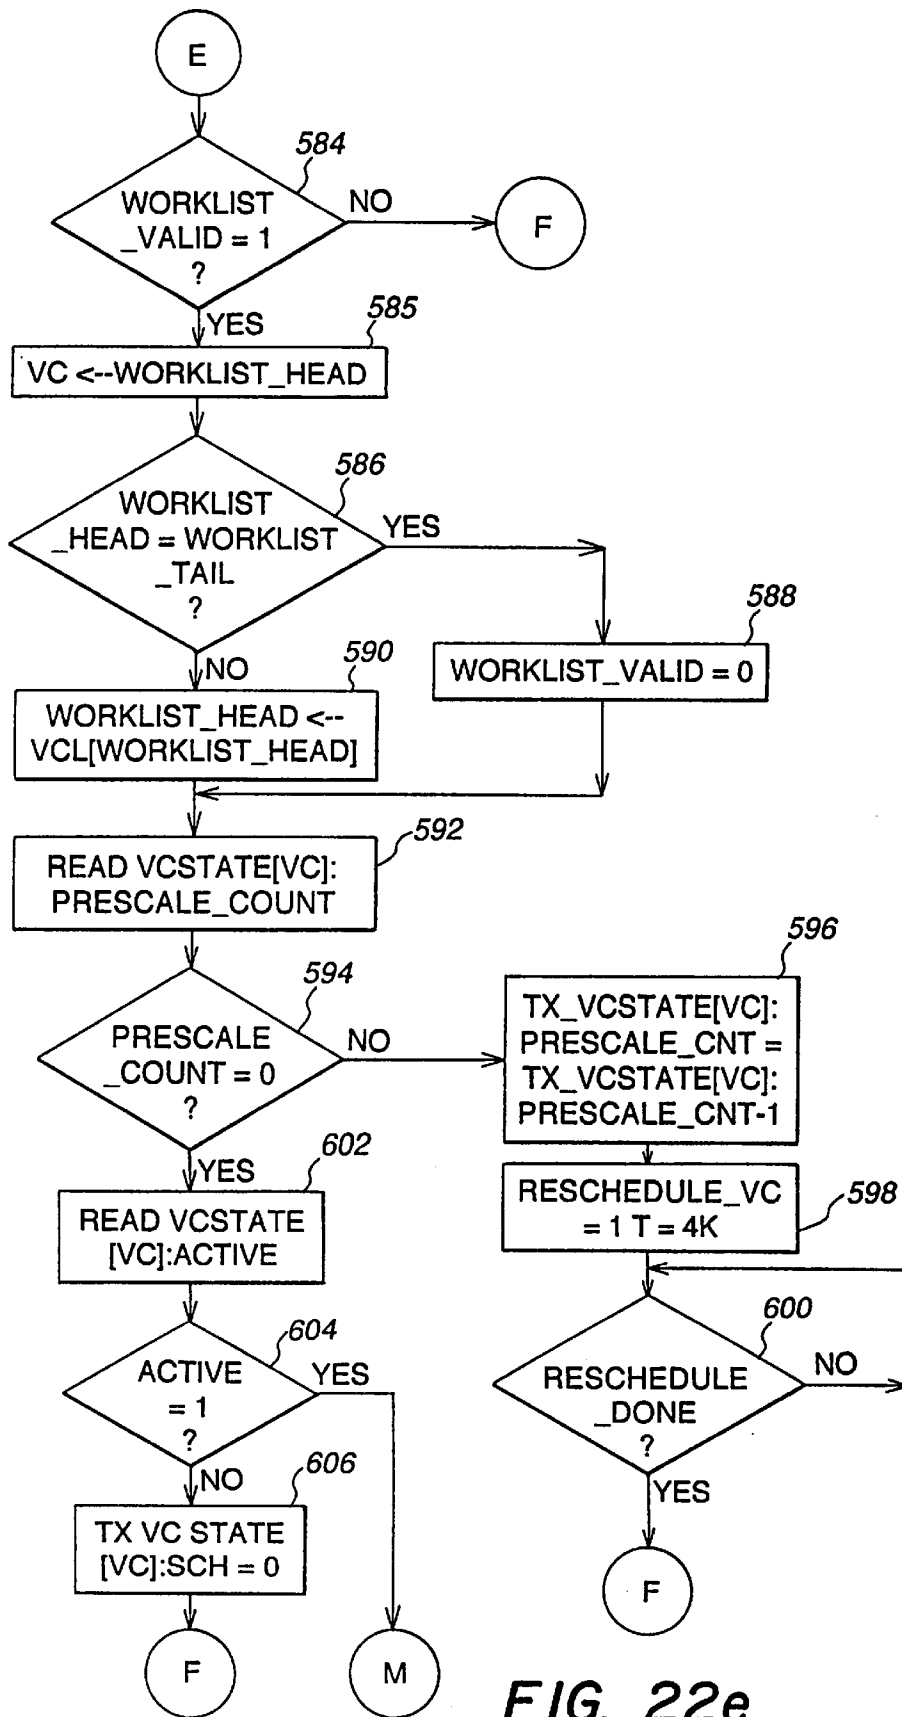 E
584
WORKLIST
_VALID = 1
?
NO
F
YES
585
VC <--WORKLIST_HEAD
586
WORKLIST
_HEAD = WORKLIST
_TAIL
?
YES
588
WORKLIST_VALID = 0
NO
590
WORKLIST_HEAD <--
VCL[WORKLIST_HEAD]
592
READ VCSTATE[VC]:
PRESCALE_COUNT
594
PRESCALE
_COUNT = 0
?
NO
596
TX_VCSTATE[VC]:
PRESCALE_CNT =
TX_VCSTATE[VC]:
PRESCALE_CNT-1
YES
602
READ VCSTATE
[VC]:ACTIVE
RESCHEDULE_VC
= 1 T = 4K
598
604
ACTIVE
= 1
?
YES
600
RESCHEDULE
_DONE
?
NO
NO
606
TX VC STATE
[VC]:SCH = 0
YES
F
F
M
FIG. 22e